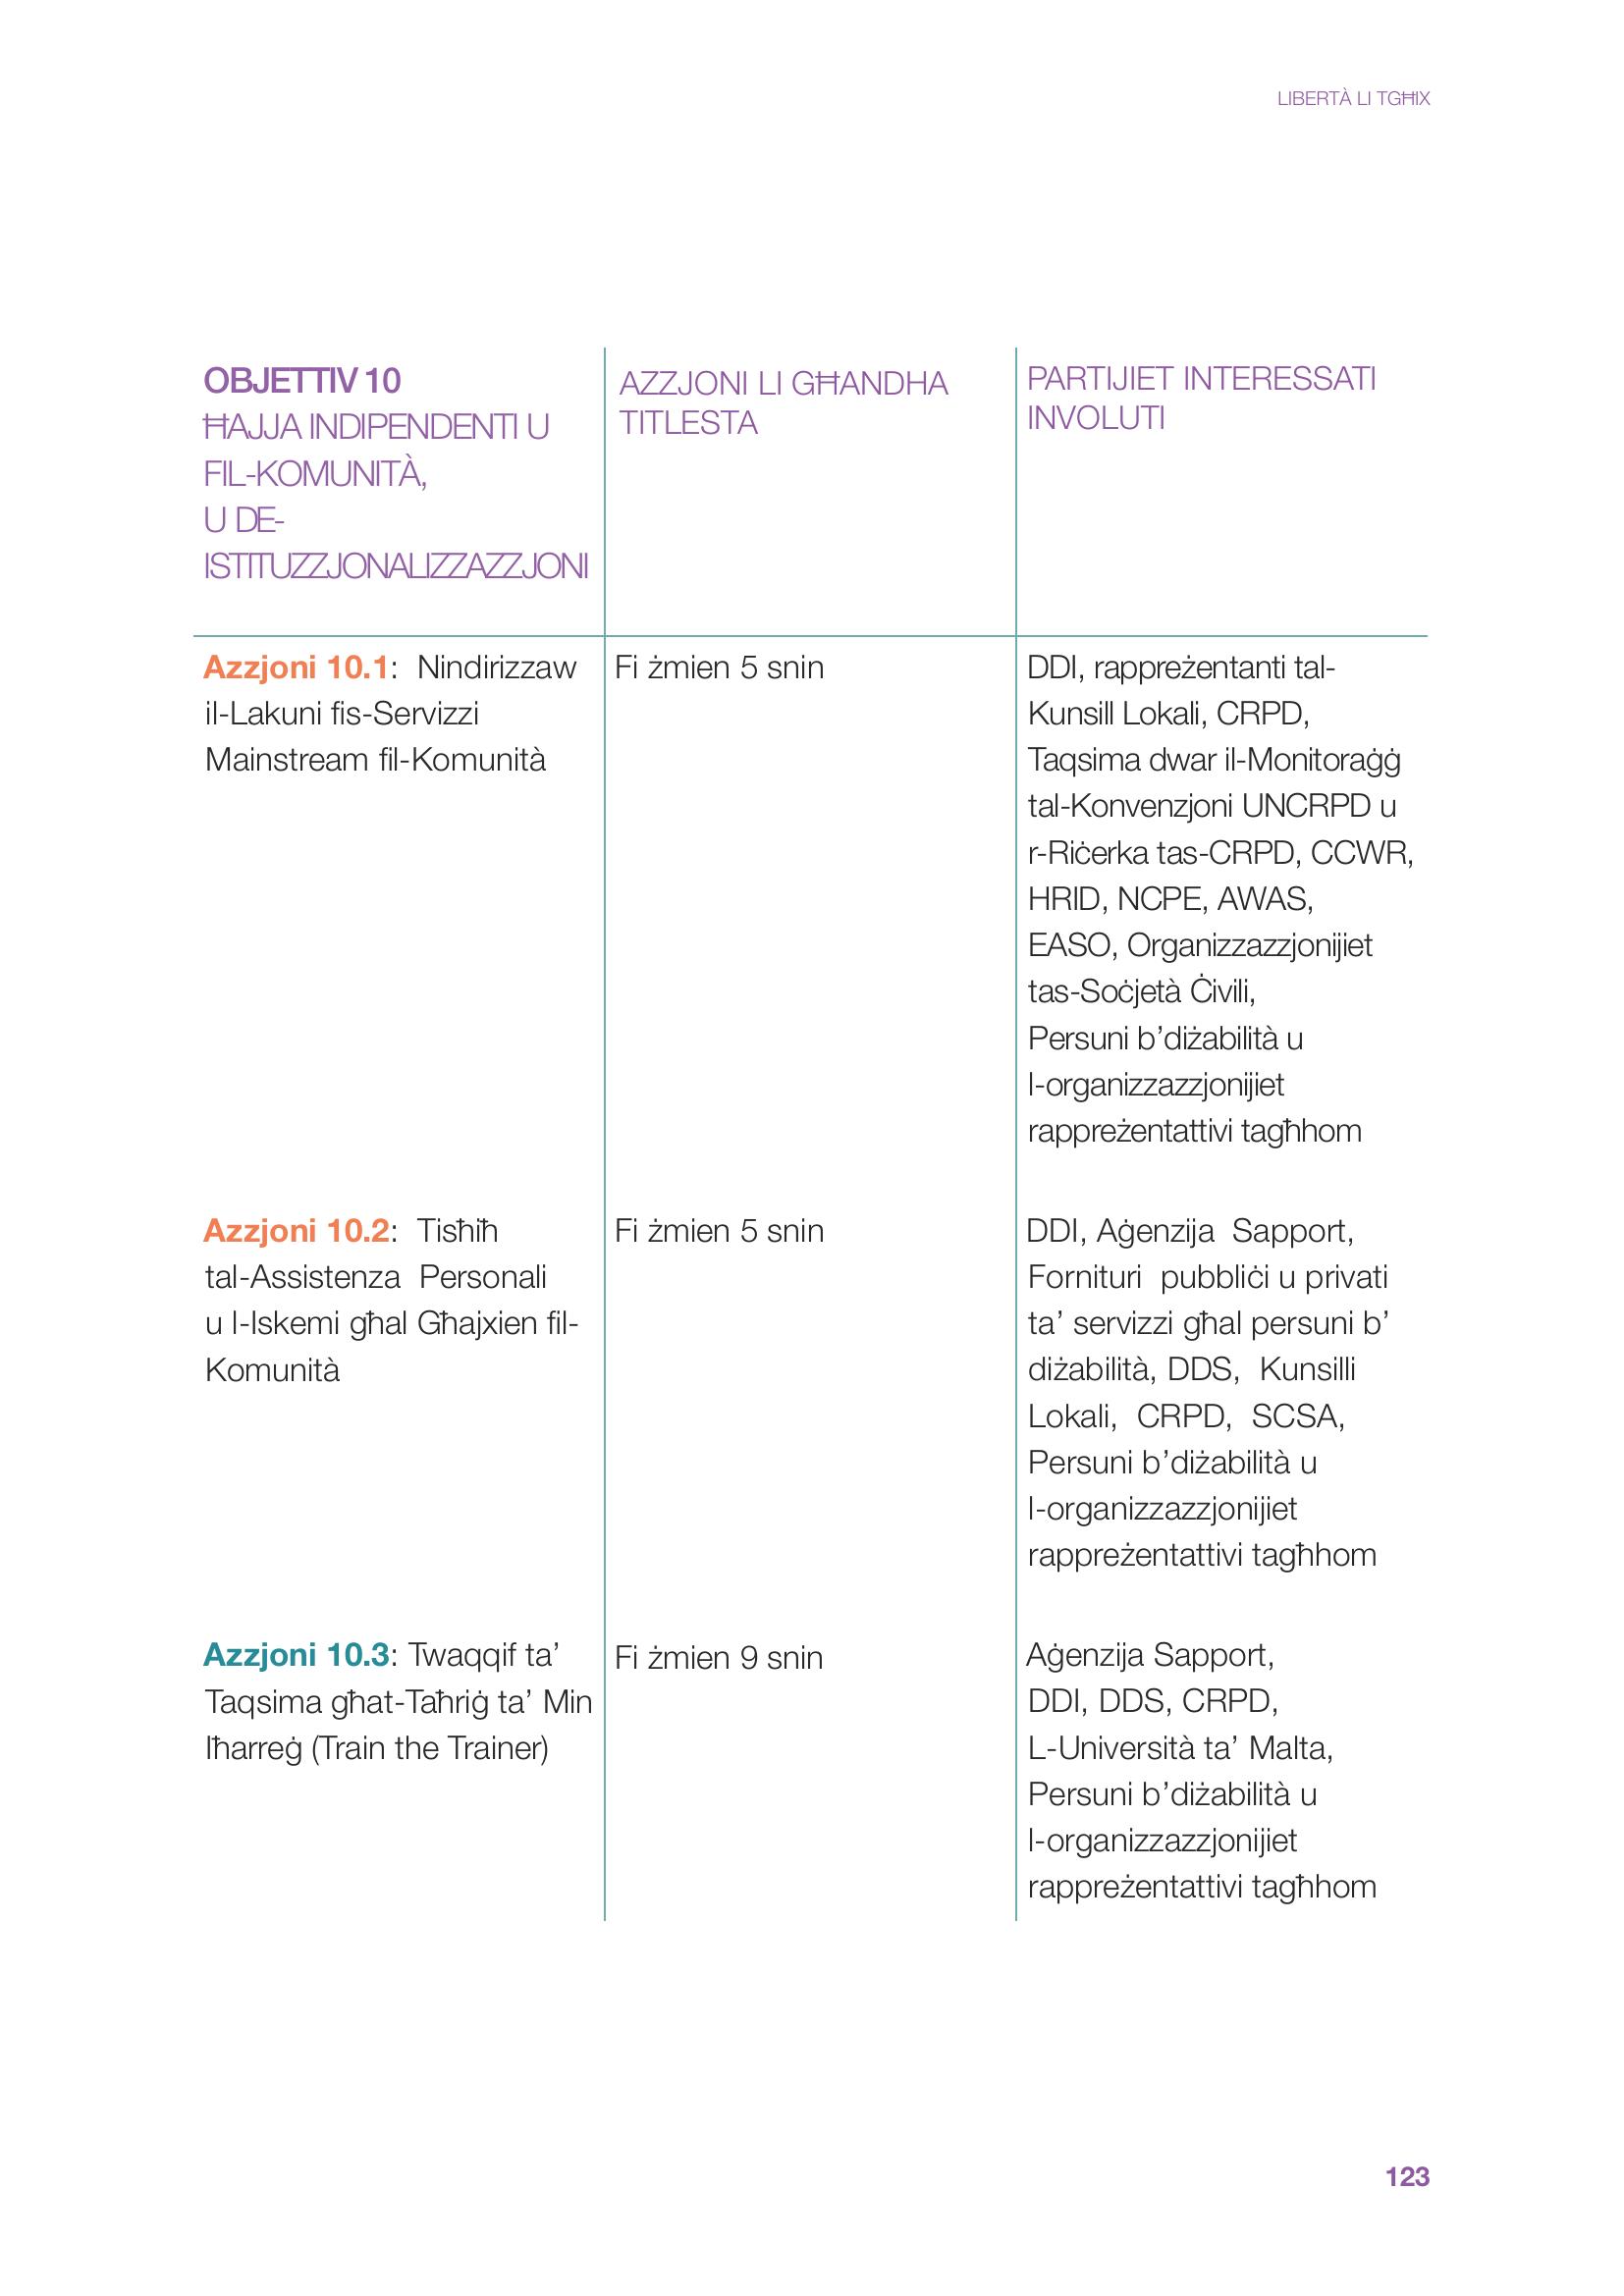 LIBERTÀ LI TGĦIX
OBJETTIV 10
ĦAJJA INDIPENDENTI U
FIL-KOMUNITÀ,
U DE-
ISTITUZZJONALIZZAZZJONI
AZZJONI LI GĦANDHA
TITLESTA
PARTIJIET INTERESSATI
INVOLUTI
Azzjoni 10.1: Nindirizzaw
il-Lakuni fis-Servizzi
Mainstream fil-Komunità
Fi żmien 5 snin
DDI, rappreżentanti tal-
Kunsill Lokali, CRPD,
Taqsima dwar il-Monitoraġġ
tal-Konvenzjoni UNCRPD u
r-Riċerka tas-CRPD, CCWR,
HRID, NCPE, AWAS,
EASO, Organizzazzjonijiet
tas-Soċjetà Ċivili,
Persuni b’diżabilità u
l-organizzazzjonijiet
rappreżentattivi tagħhom
Azzjoni 10.2: Tisħiħ
tal-Assistenza Personali
u l-Iskemi għal Għajxien fil-
Komunità
Fi żmien 5 snin
DDI, Aġenzija Sapport,
Fornituri pubbliċi u privati
ta’ servizzi għal persuni b’
diżabilità, DDS, Kunsilli
Lokali, CRPD, SCSA,
Persuni b’diżabilità u
l-organizzazzjonijiet
rappreżentattivi tagħhom
Azzjoni 10.3: Twaqqif ta’
Taqsima għat-Taħriġ ta’ Min
Iħarreġ (Train the Trainer)
Fi żmien 9 snin
Aġenzija Sapport,
DDI, DDS, CRPD,
L-Università ta’ Malta,
Persuni b’diżabilità u
l-organizzazzjonijiet
rappreżentattivi tagħhom
123